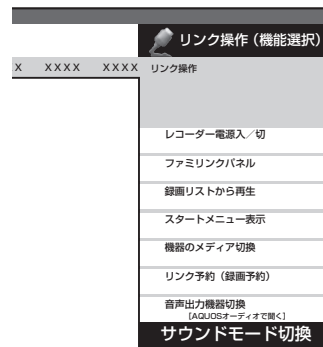 リンク操作（機能選択）
X XXXX XXXX リンク操作
レコーダー電源入／切
ファミリンクパネル
録画リストから再生
スタートメニュー表示
機器のメディア切換
リンク予約（録画予約）
音声出力機器切換
［AQUOSオーディオで聞く］
サウンドモード切換